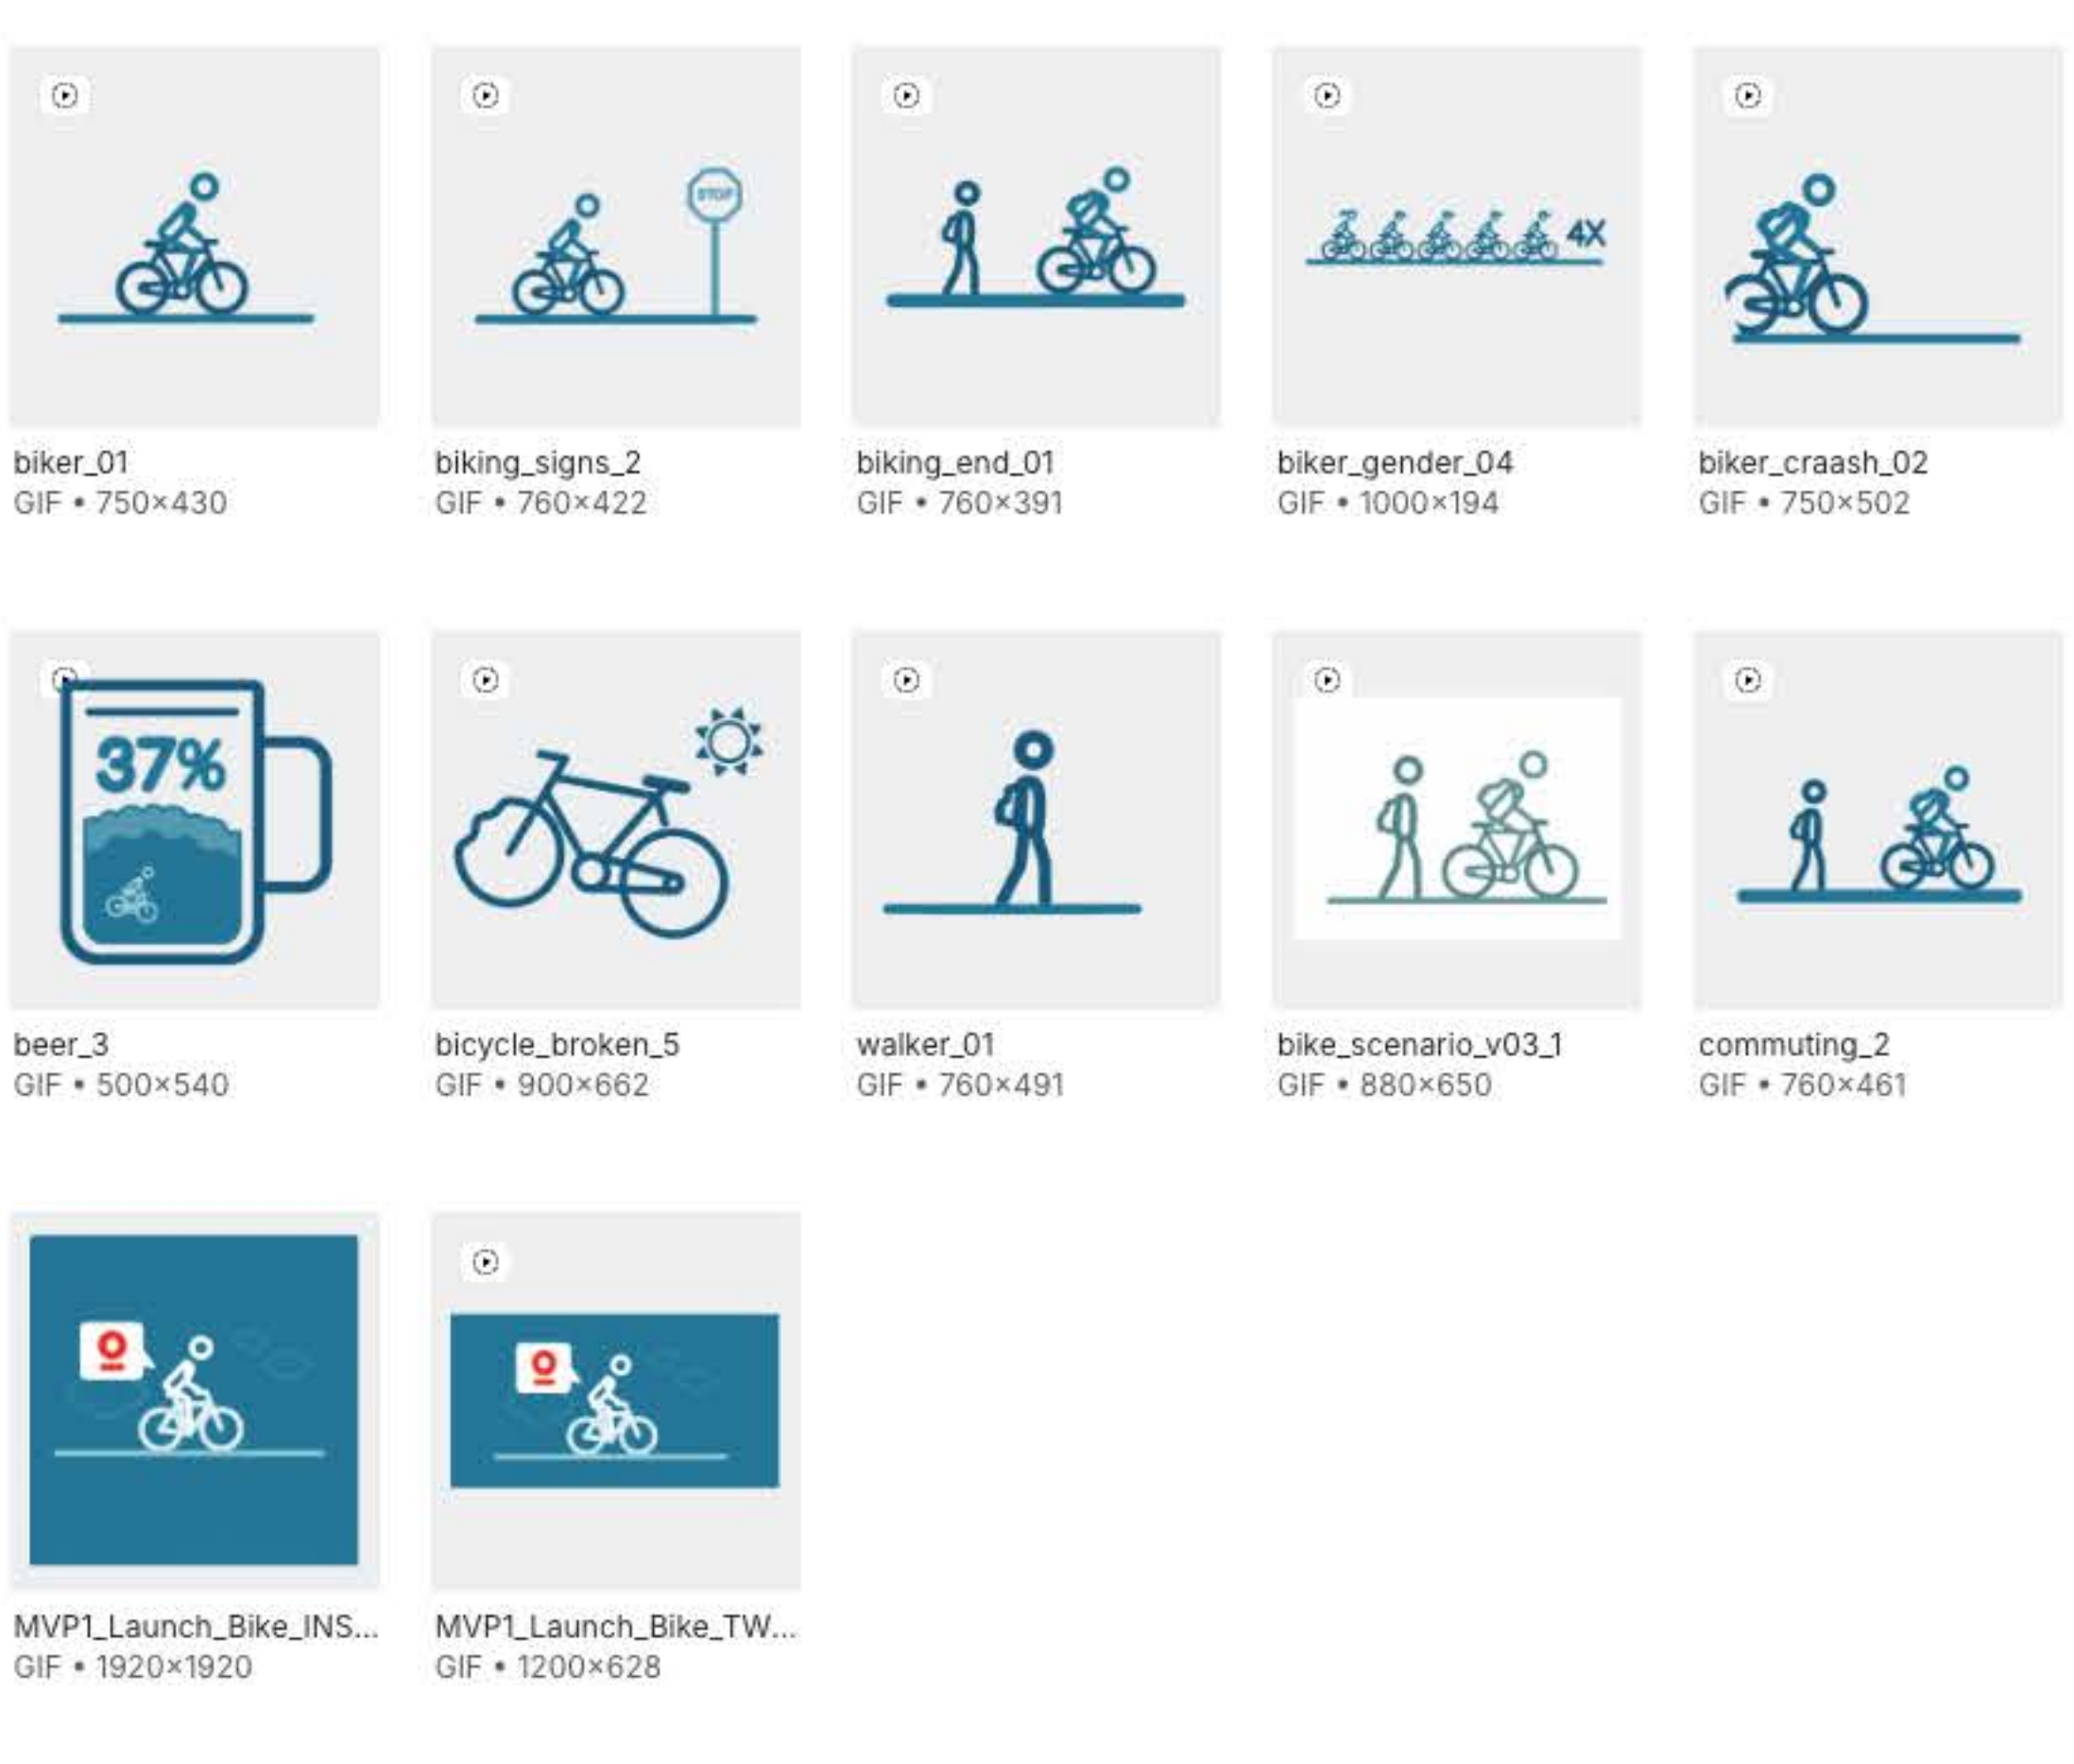 STOP
4X
biker_01
GIF • 750×430
biking_signs_2
GIF • 760×422
biking_end_01
GIF • 760×391
biker_gender_04
GIF • 1000×194
biker_craash_02
GIF • 750×502
37%
beer_3
GIF • 500×540
bicycle_broken_5
GIF • 900×662
walker_01
GIF • 760×491
bike_scenario_v03_1
GIF • 880×650
commuting_2
GIF • 760×461
MVP1_Launch_Bike_INS...
GIF • 1920×1920
MVP1_Launch_Bike_TW...
GIF • 1200×628